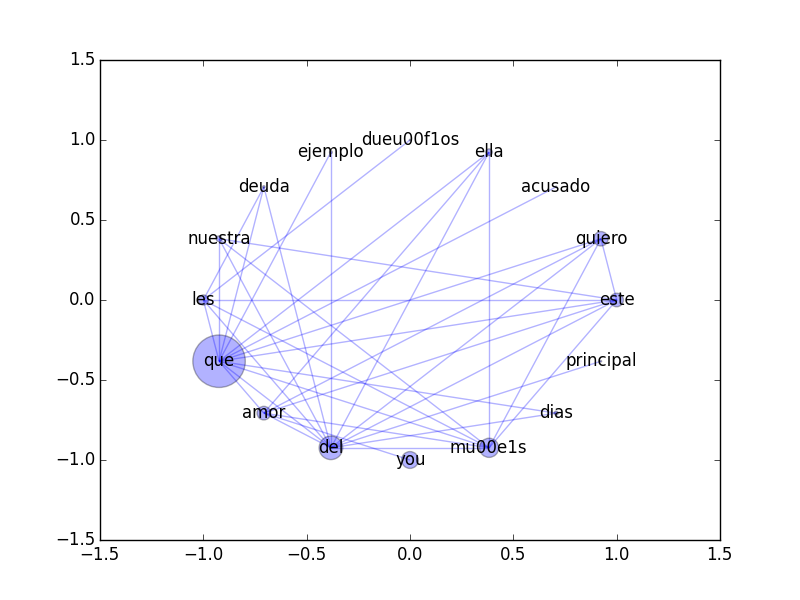 1.5
1.0
0.5
0.0
−0.5
−1.0
−1.5
dueu00f1os
ejemplo
ella
deuda
acusado
nuestra
quiero
les
este
que
principal
amor
dias
del
mu00e1s
you
−1.5
−1.0
−0.5
0.0
0.5
1.0
1.5